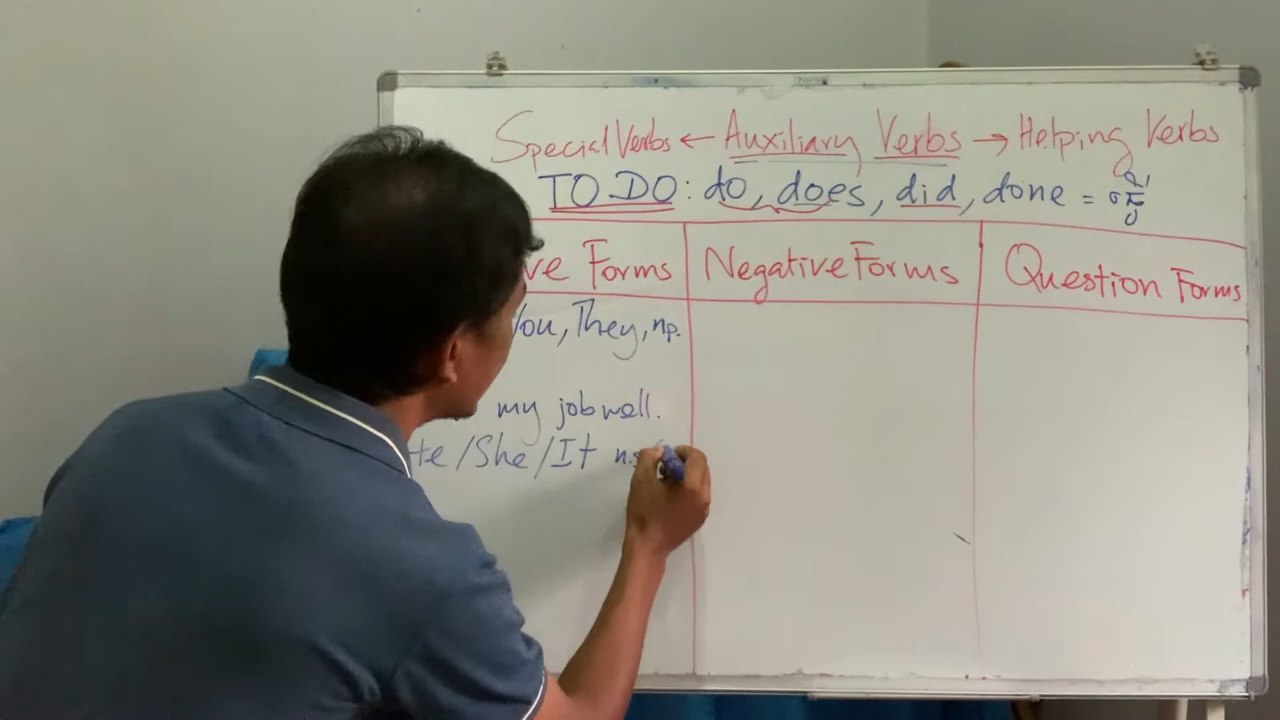 Special Verbs ← Auxiliary Verbs → Helping Verbs
TO DO: do, does, did, done =
ve Forms
Negative Forms
Question Forms
You, They, np.
my job well.
He/She/It n.s